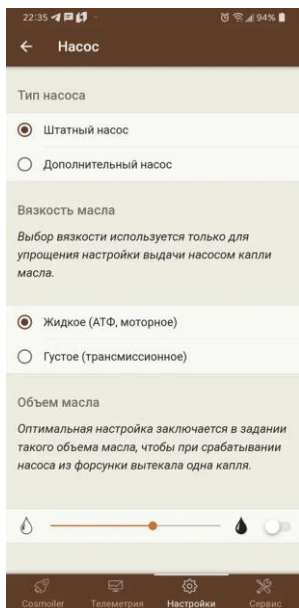 22:35 94%
Насос
Тип насоса
Штатный насос
Дополнительный насос
Вязкость масла
Выбор вязкости используется только для
упрощения настройки выдачи насосом капли
масла.
Жидкое (АТФ, моторное)
Густое (трансмиссионное)
Объем масла
Оптимальная настройка заключается в задании
такого объема масла, чтобы при срабатывании
насоса из форсунки вытекала одна капля.
Cosmoiler Телеметрия Настройки Сервис